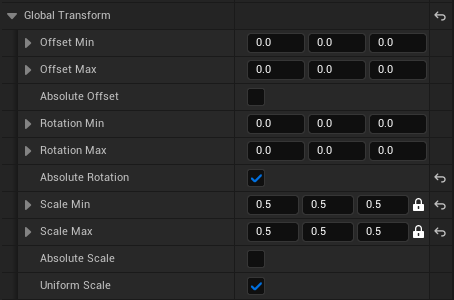 Global Transform
Offset Min 0.0 0.0 0.0
Offset Max 0.0 0.0 0.0
Absolute Offset
Rotation Min 0.0 0.0 0.0
Rotation Max 0.0 0.0 0.0
Absolute Rotation
Scale Min 0.5 0.5 0.5
Scale Max 0.5 0.5 0.5
Absolute Scale
Uniform Scale